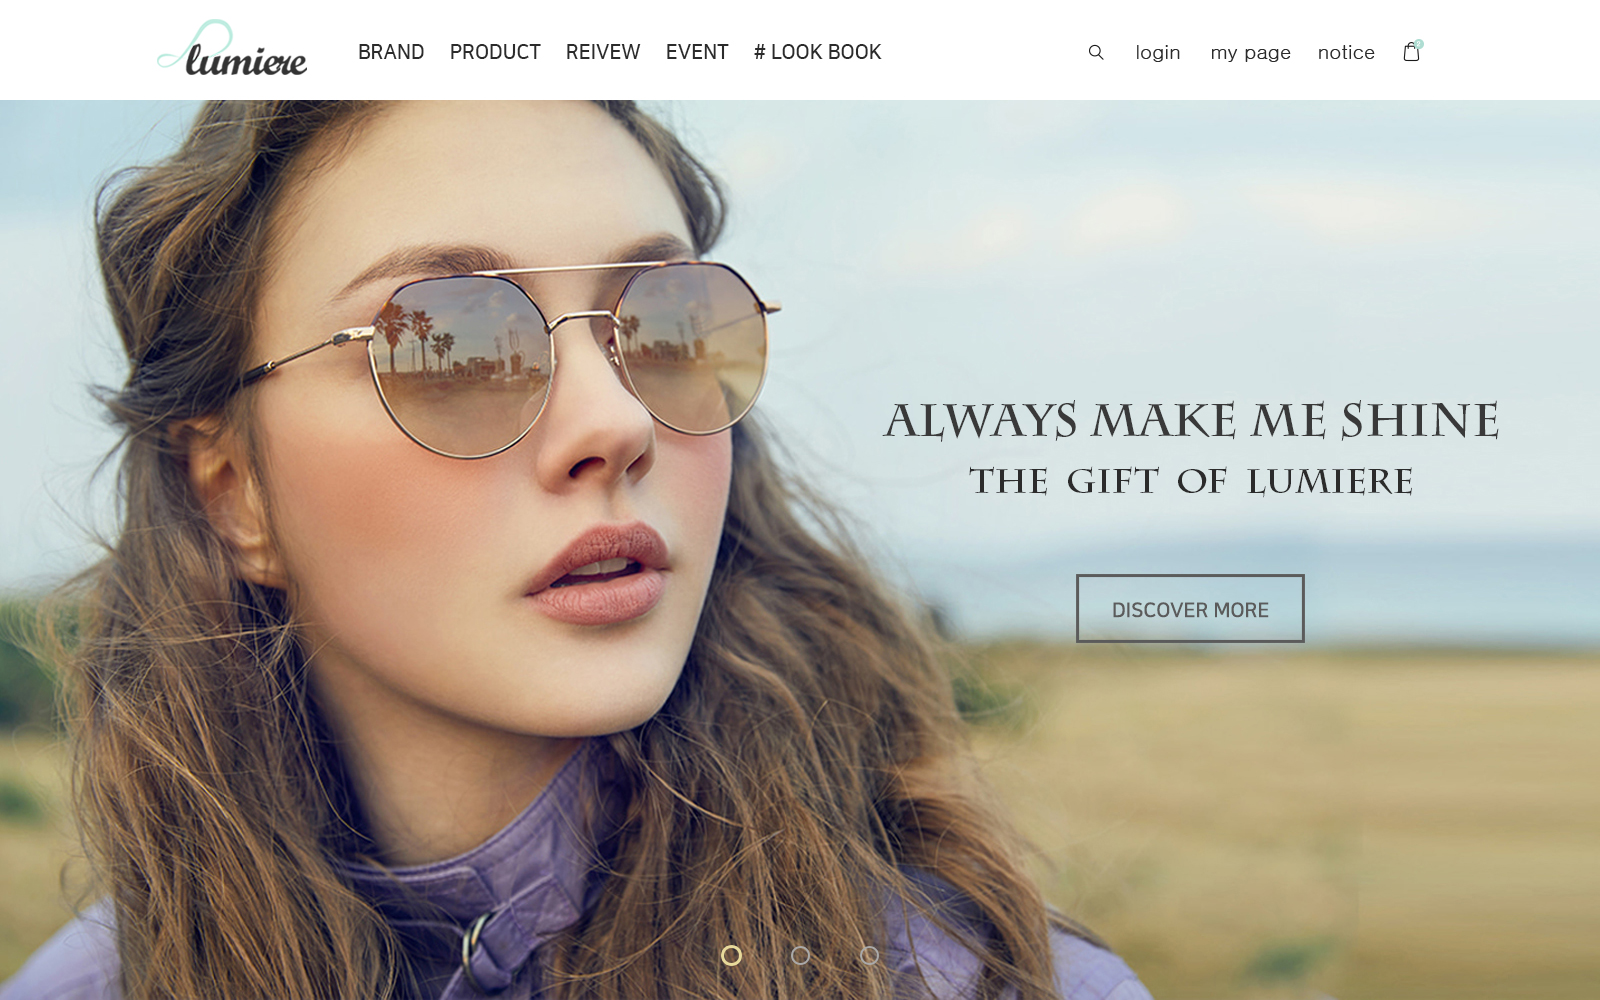 lumiere
BRAND PRODUCT REIVEW EVENT # LOOK BOOK
login my page notice
ALWAYS MAKE ME SHINE
THE GIFT OF LUMIERE
DISCOVER MORE